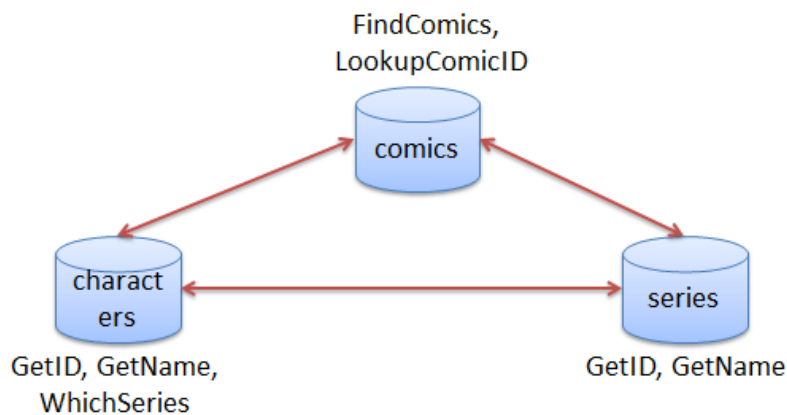 FindComics,
LookupComicID
comics
charact
ers
series
GetID, GetName,
WhichSeries
GetID, GetName